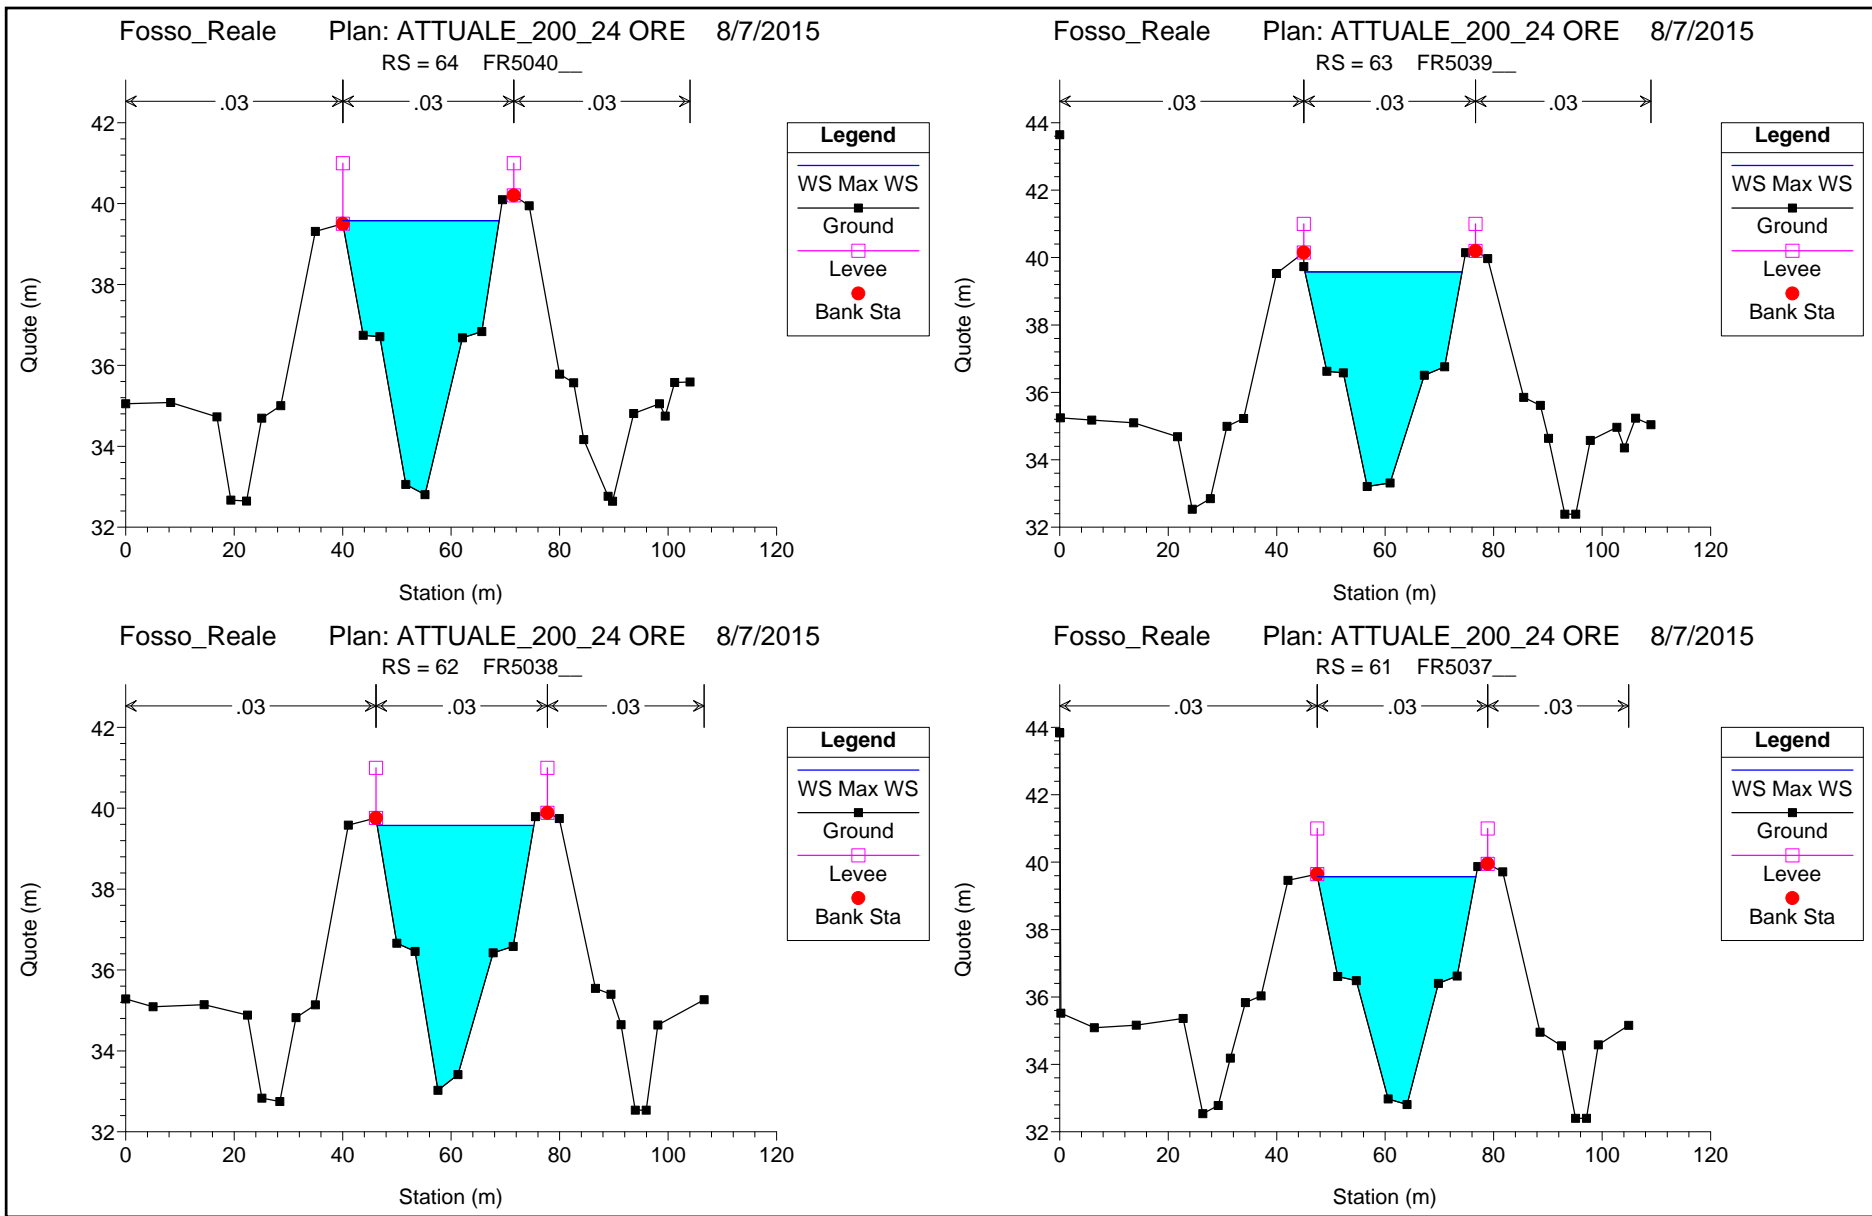 Fosso_Reale Plan: ATTUALE_200_24 ORE 8/7/2015
RS = 64 FR5040__
.03 .03 .03
42
40
38
36
34
32
0 20 40 60 80 100 120
Station (m)
Quote (m)
Legend
WS Max WS
Ground
Levee
Bank Sta
Fosso_Reale Plan: ATTUALE_200_24 ORE 8/7/2015
RS = 63 FR5039__
.03 .03 .03
44
42
40
38
36
34
32
0 20 40 60 80 100 120
Station (m)
Quote (m)
Legend
WS Max WS
Ground
Levee
Bank Sta
Fosso_Reale Plan: ATTUALE_200_24 ORE 8/7/2015
RS = 62 FR5038__
.03 .03 .03
42
40
38
36
34
32
0 20 40 60 80 100 120
Station (m)
Quote (m)
Legend
WS Max WS
Ground
Levee
Bank Sta
Fosso_Reale Plan: ATTUALE_200_24 ORE 8/7/2015
RS = 61 FR5037__
.03 .03 .03
44
42
40
38
36
34
32
0 20 40 60 80 100 120
Station (m)
Quote (m)
Legend
WS Max WS
Ground
Levee
Bank Sta